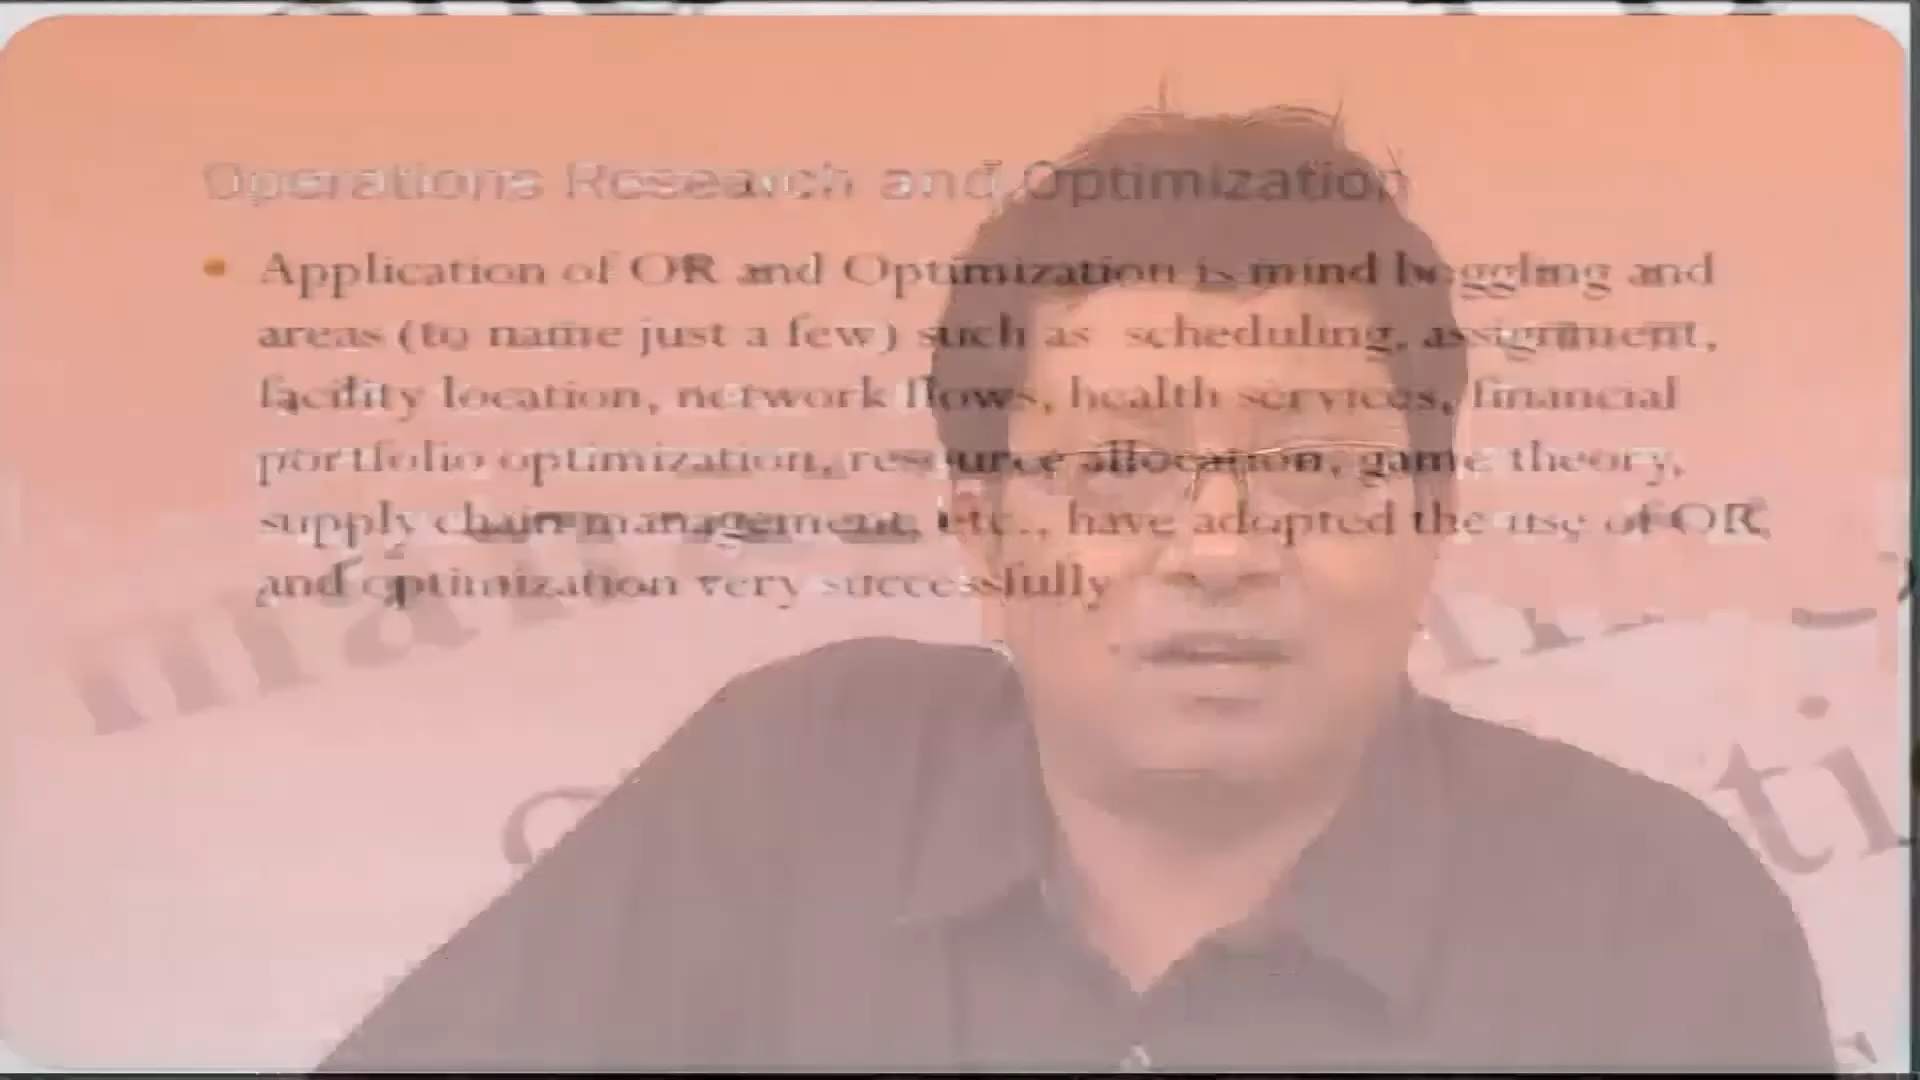 Operations Research and Optimization
• Application of OR and Optimization is mind boggling and
areas (to name just a few) such as scheduling, assignment,
facility location, network flows, health services, financial
portfolio optimization, resource allocation, game theory,
supply chain management, etc., have adopted the use of OR
and optimization very successfully
ti